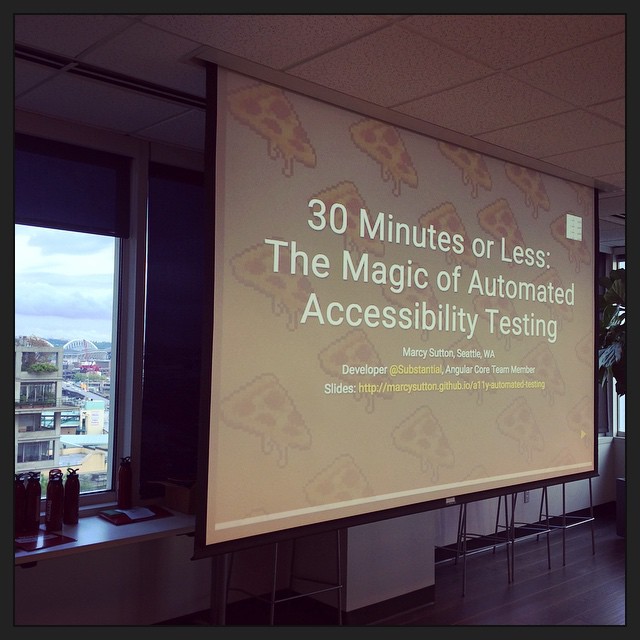 30 Minutes or Less:
The Magic of Automated
Accessibility Testing
Marcy Sutton, Seattle, WA
Developer @Substantial, Angular Core Team Member
Slides: http://marcysutton.github.io/a11y-automated-testing